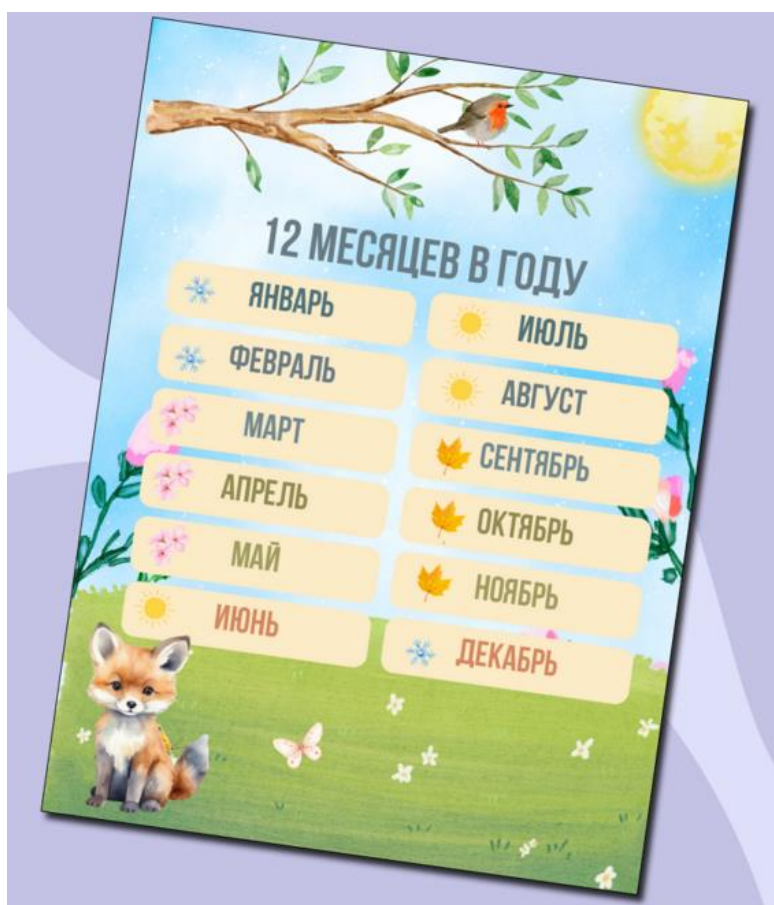 12 МЕСЯЦЕВ В ГОДУ
ЯНВАРЬ
ФЕВРАЛЬ
МАРТ
АПРЕЛЬ
МАЙ
ИЮНЬ
ИЮЛЬ
АВГУСТ
СЕНТЯБРЬ
ОКТЯБРЬ
НОЯБРЬ
ДЕКАБРЬ